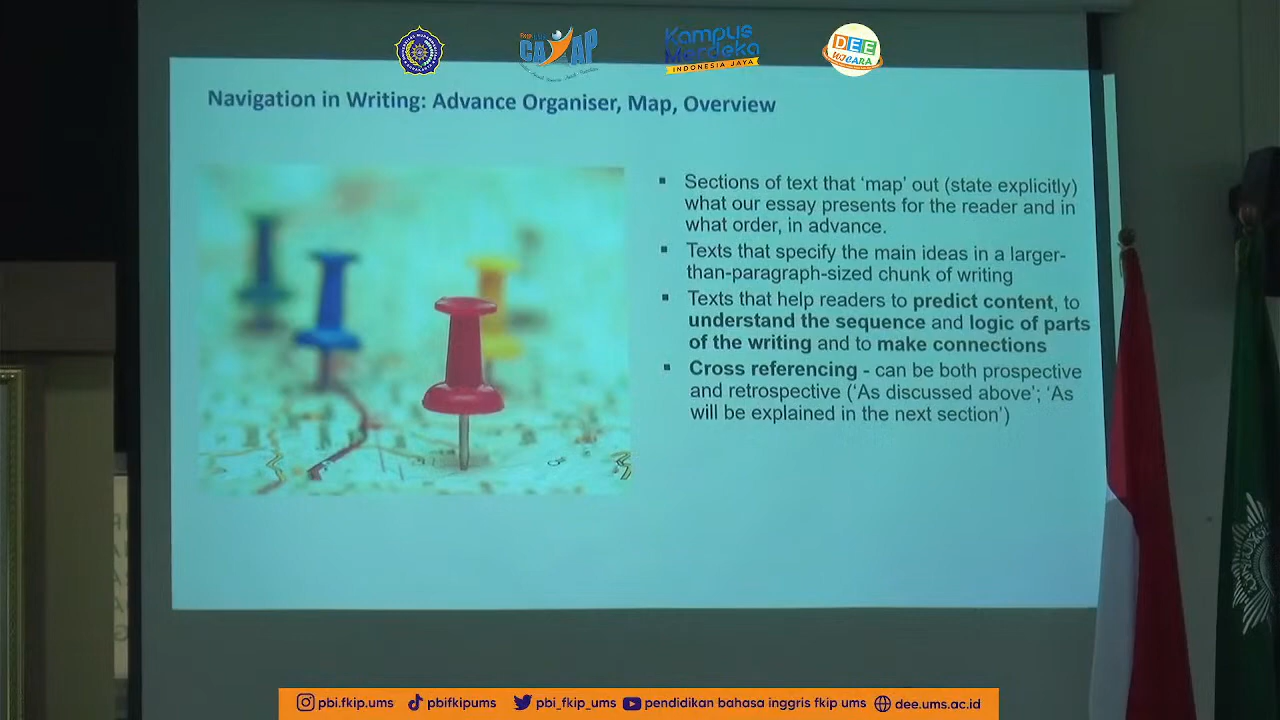 CAKAP
Kampus
Merdeka
INDONESIA JAYA
DEE
WICARA
Navigation in Writing: Advance Organiser, Map, Overview
▪ Sections of text that ‘map’ out (state explicitly)
what our essay presents for the reader and in
what order, in advance.
▪ Texts that specify the main ideas in a larger-
than-paragraph-sized chunk of writing
▪ Texts that help readers to predict content, to
understand the sequence and logic of parts
of the writing and to make connections
▪ Cross referencing - can be both prospective
and retrospective (‘As discussed above’; ‘As
will be explained in the next section’)
pbi.fkip.ums pbifkipums pbi_fkip_ums pendidikan bahasa inggris fkip ums dee.ums.ac.id